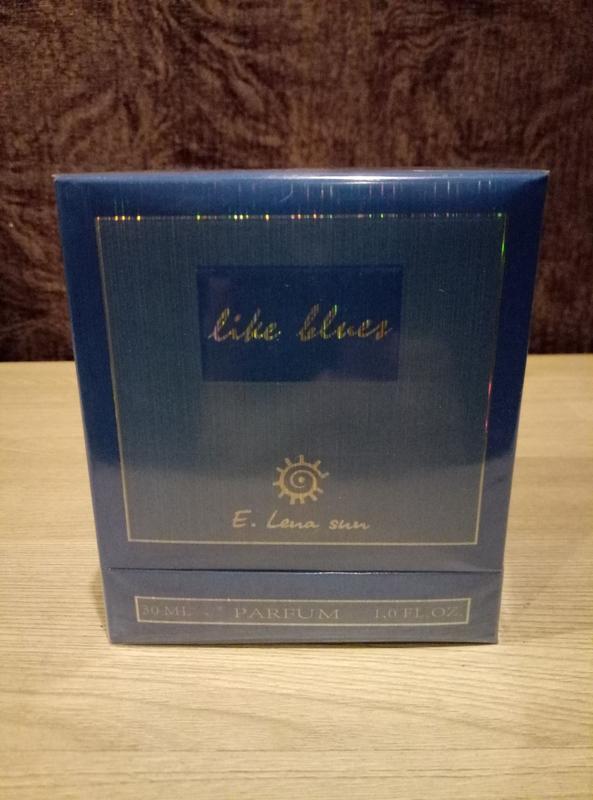 like blues
E. Lena sun
30 ML PARFUM 1.0 FL.OZ.